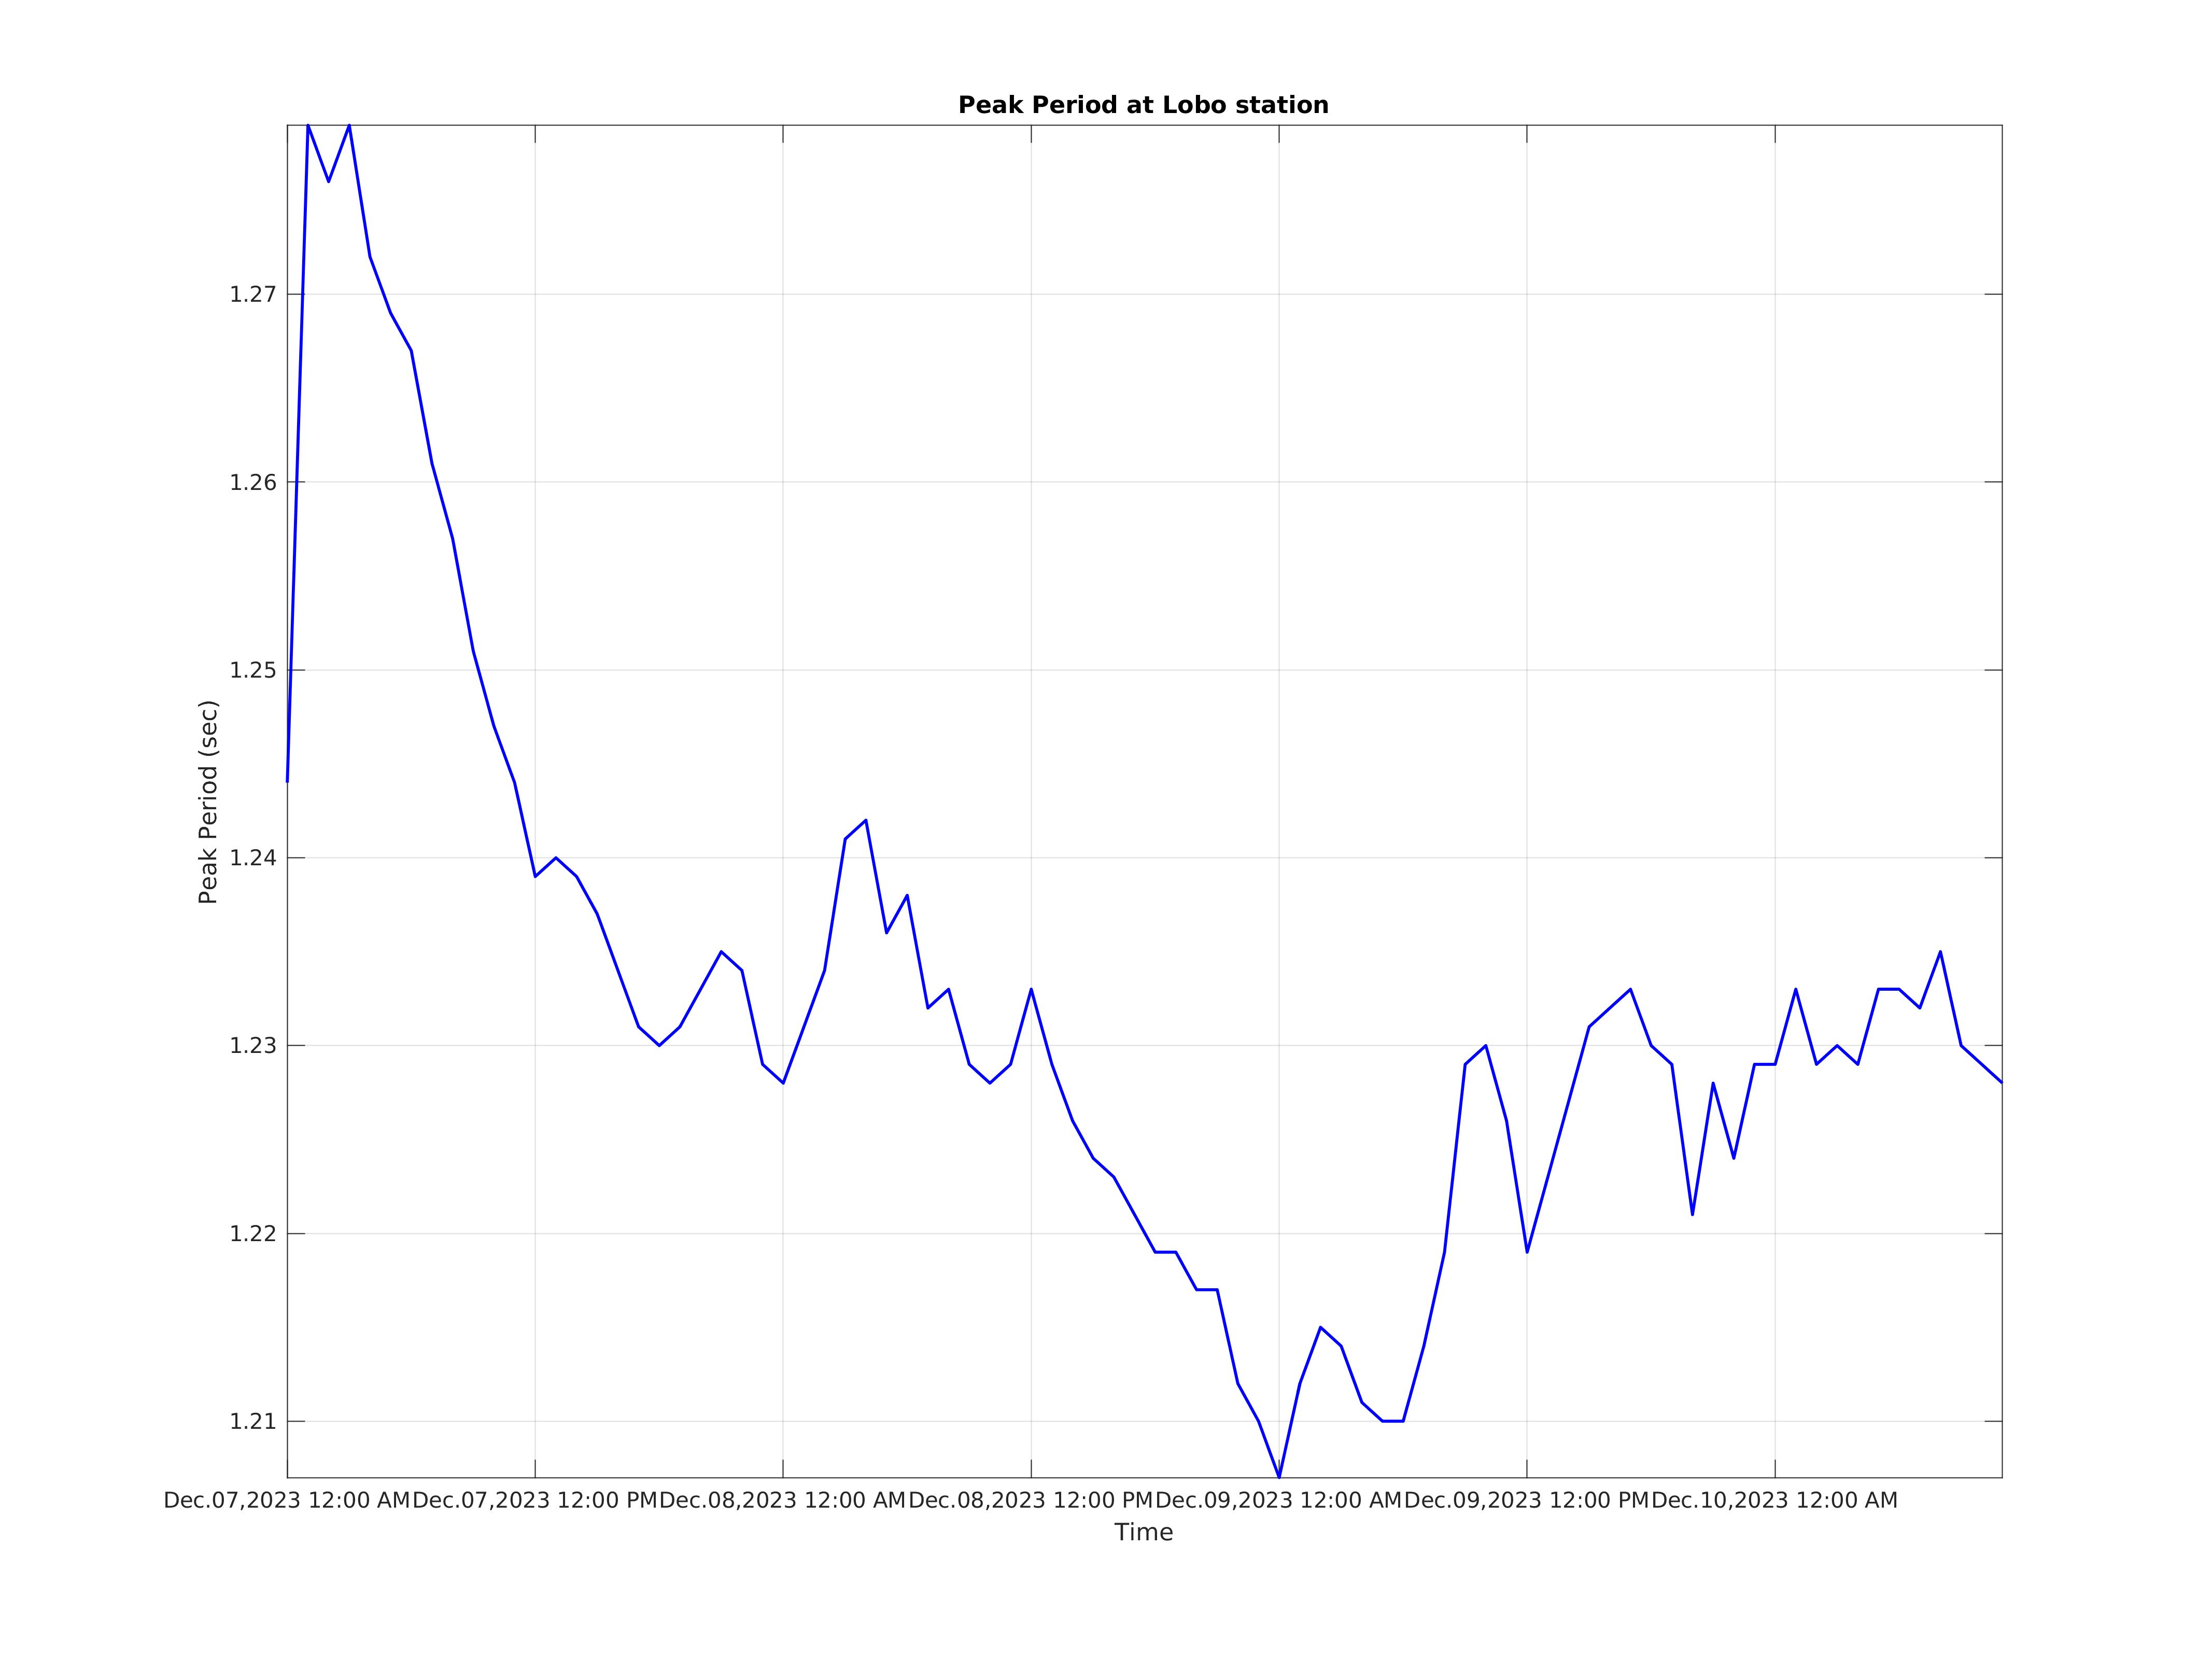 Peak Period at Lobo station
Peak Period (sec)
1.27
1.26
1.25
1.24
1.23
1.22
1.21
Dec.07,2023 12:00 AM Dec.07,2023 12:00 PM Dec.08,2023 12:00 AM Dec.08,2023 12:00 PM Dec.09,2023 12:00 AM Dec.09,2023 12:00 PM Dec.10,2023 12:00 AM
Time